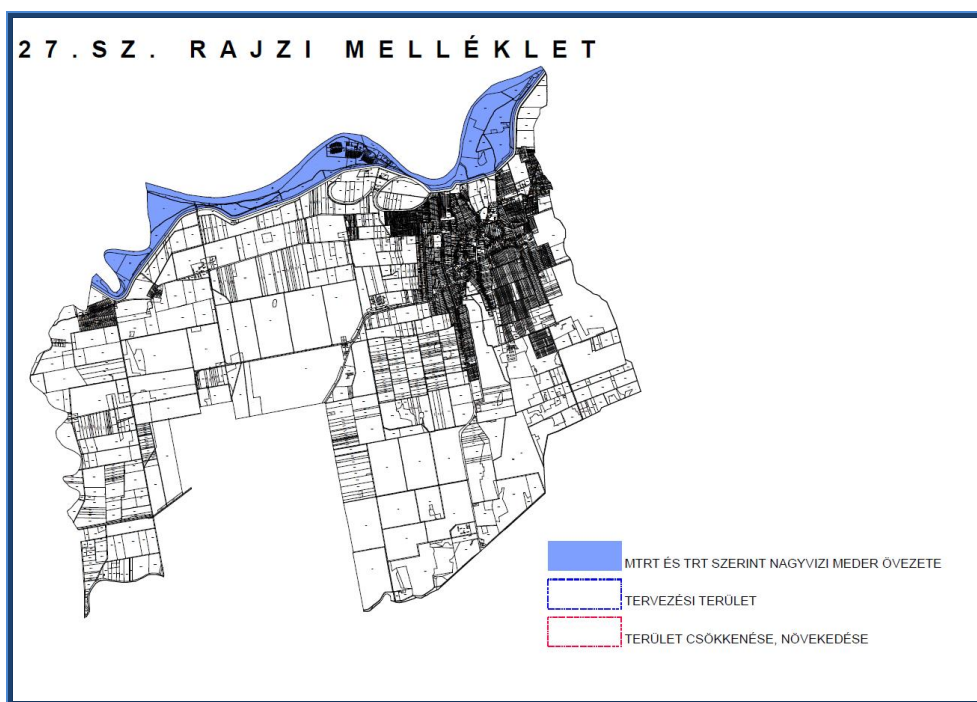 27.SZ. RAJZI MELLÉKLET
MTRT ÉS TRT SZERINT NAGYVIZI MEDER ÖVEZETE
TERVEZÉSI TERÜLET
TERÜLET CSÖKKENÉSE, NÖVEKEDÉSE